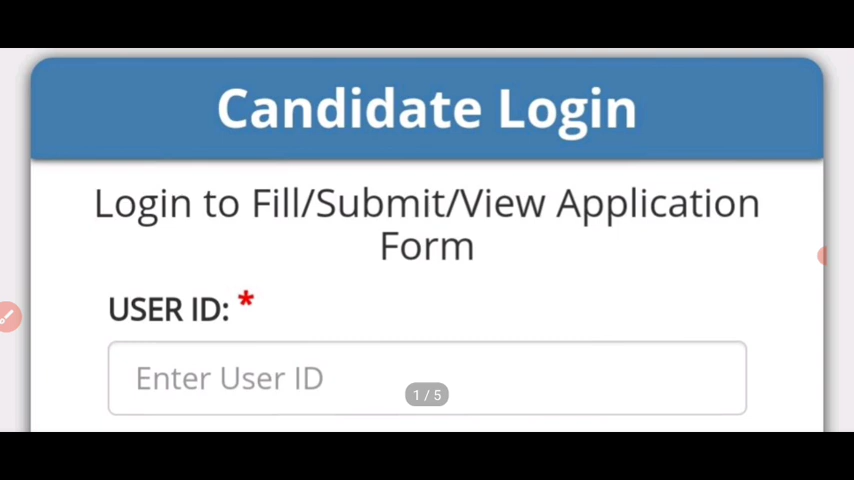 Candidate Login
Login to Fill/Submit/View Application
Form
USER ID: *
Enter User ID
1 / 5